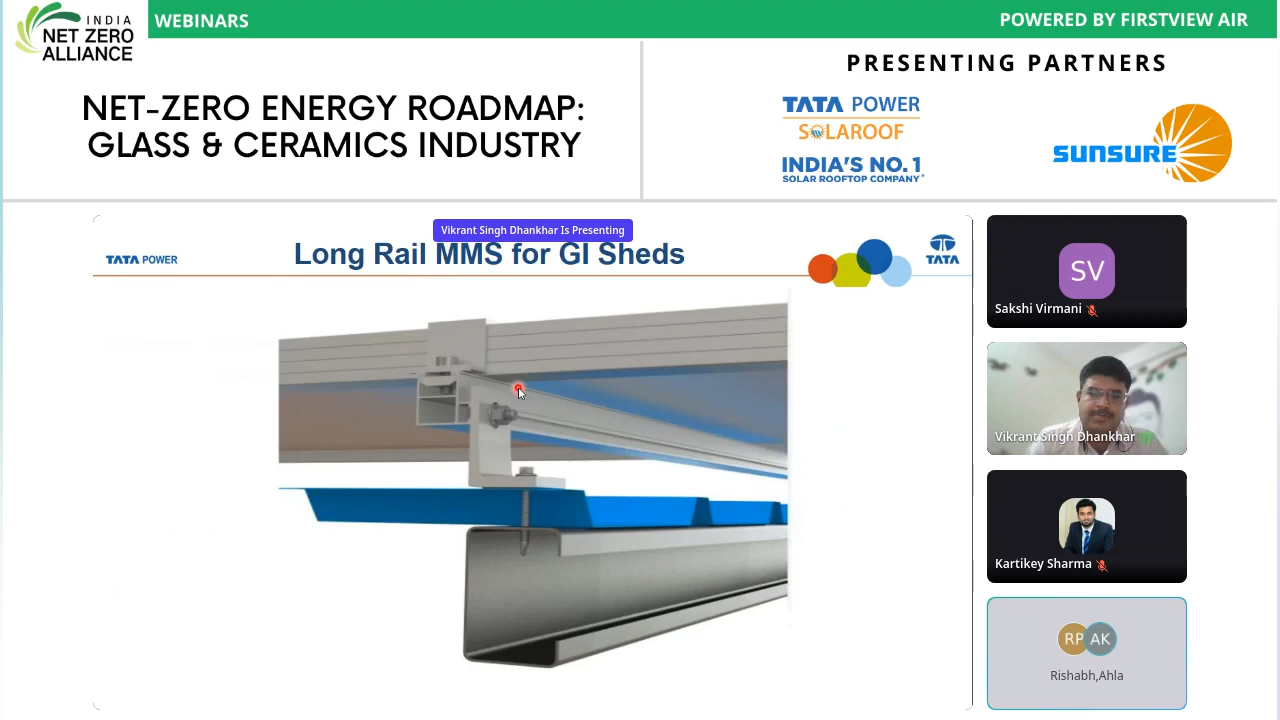 INDIA
NET ZERO
ALLIANCE
WEBINARS
POWERED BY FIRSTVIEW AIR
NET-ZERO ENERGY ROADMAP:
GLASS & CERAMICS INDUSTRY
PRESENTING PARTNERS
TATA POWER
SOLAROOF
INDIA'S NO. 1
SOLAR ROOFTOP COMPANY*
SUNSURE
Vikrant Singh Dhankhar Is Presenting
TATA POWER
Long Rail MMS for GI Sheds
TATA
SV
Sakshi Virmani
Vikrant Singh Dhankhar
Kartikey Sharma
RP AK
Rishabh,Ahla